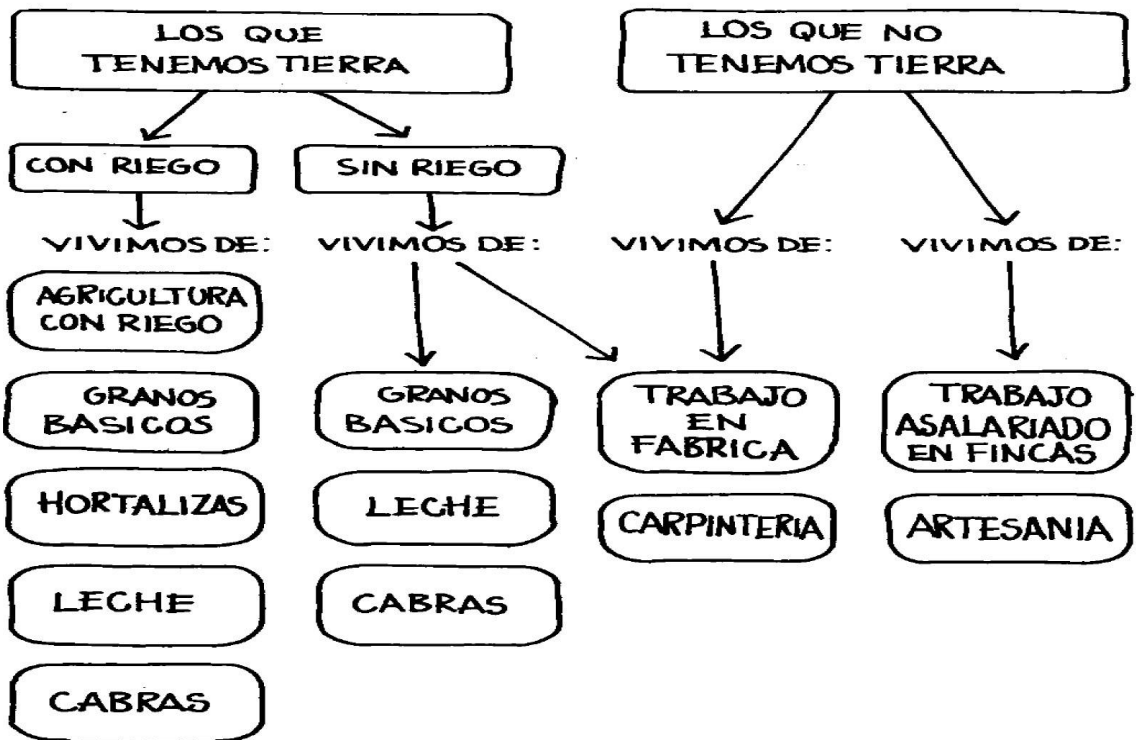 LOS QUE
TENEMOS TIERRA
LOS QUE NO
TENEMOS TIERRA
CON RIEGO
SIN RIEGO
VIVIMOS DE:
VIVIMOS DE:
VIVIMOS DE:
VIVIMOS DE:
AGRICULTURA
CON RIEGO
GRANOS
BASICOS
HORTALIZAS
LECHE
CABRAS
GRANOS
BASICOS
LECHE
CABRAS
TRABAJO
EN
FABRICA
CARPINTERIA
TRABAJO
ASALARIADO
EN FINCAS
ARTESANIA